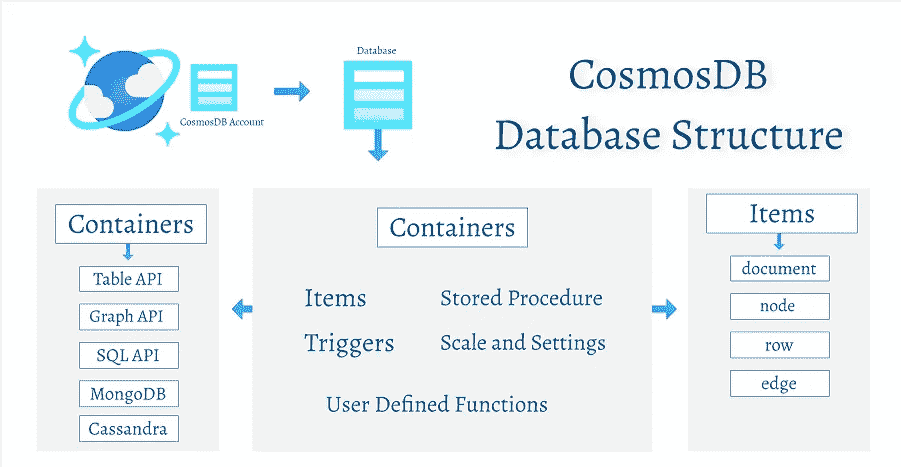 Database
CosmosDB Account
CosmosDB
Database Structure
Containers
Table API
Graph API
SQL API
MongoDB
Cassandra
Containers
Items
Stored Procedure
Triggers
Scale and Settings
User Defined Functions
Items
document
node
row
edge